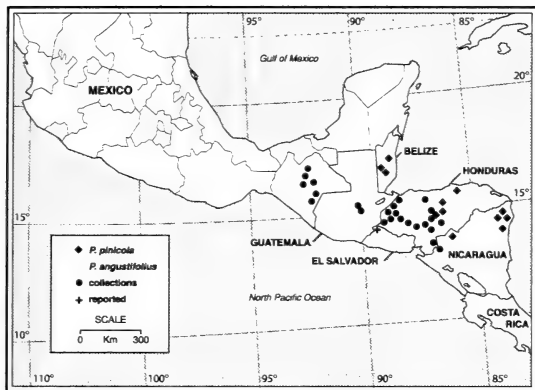 95
90
85
Gulf of Mexico
20°
MEXICO
BELIZE
HONDURAS
15°
15°
GUATEMALA
EL SALVADOR
NICARAGUA
P. pinicola
P. angustifolius
collections
reported
SCALE
0 Km 300
North Pacific Ocean
COSTA RICA
10°
10°
110°
100°
95
90
85